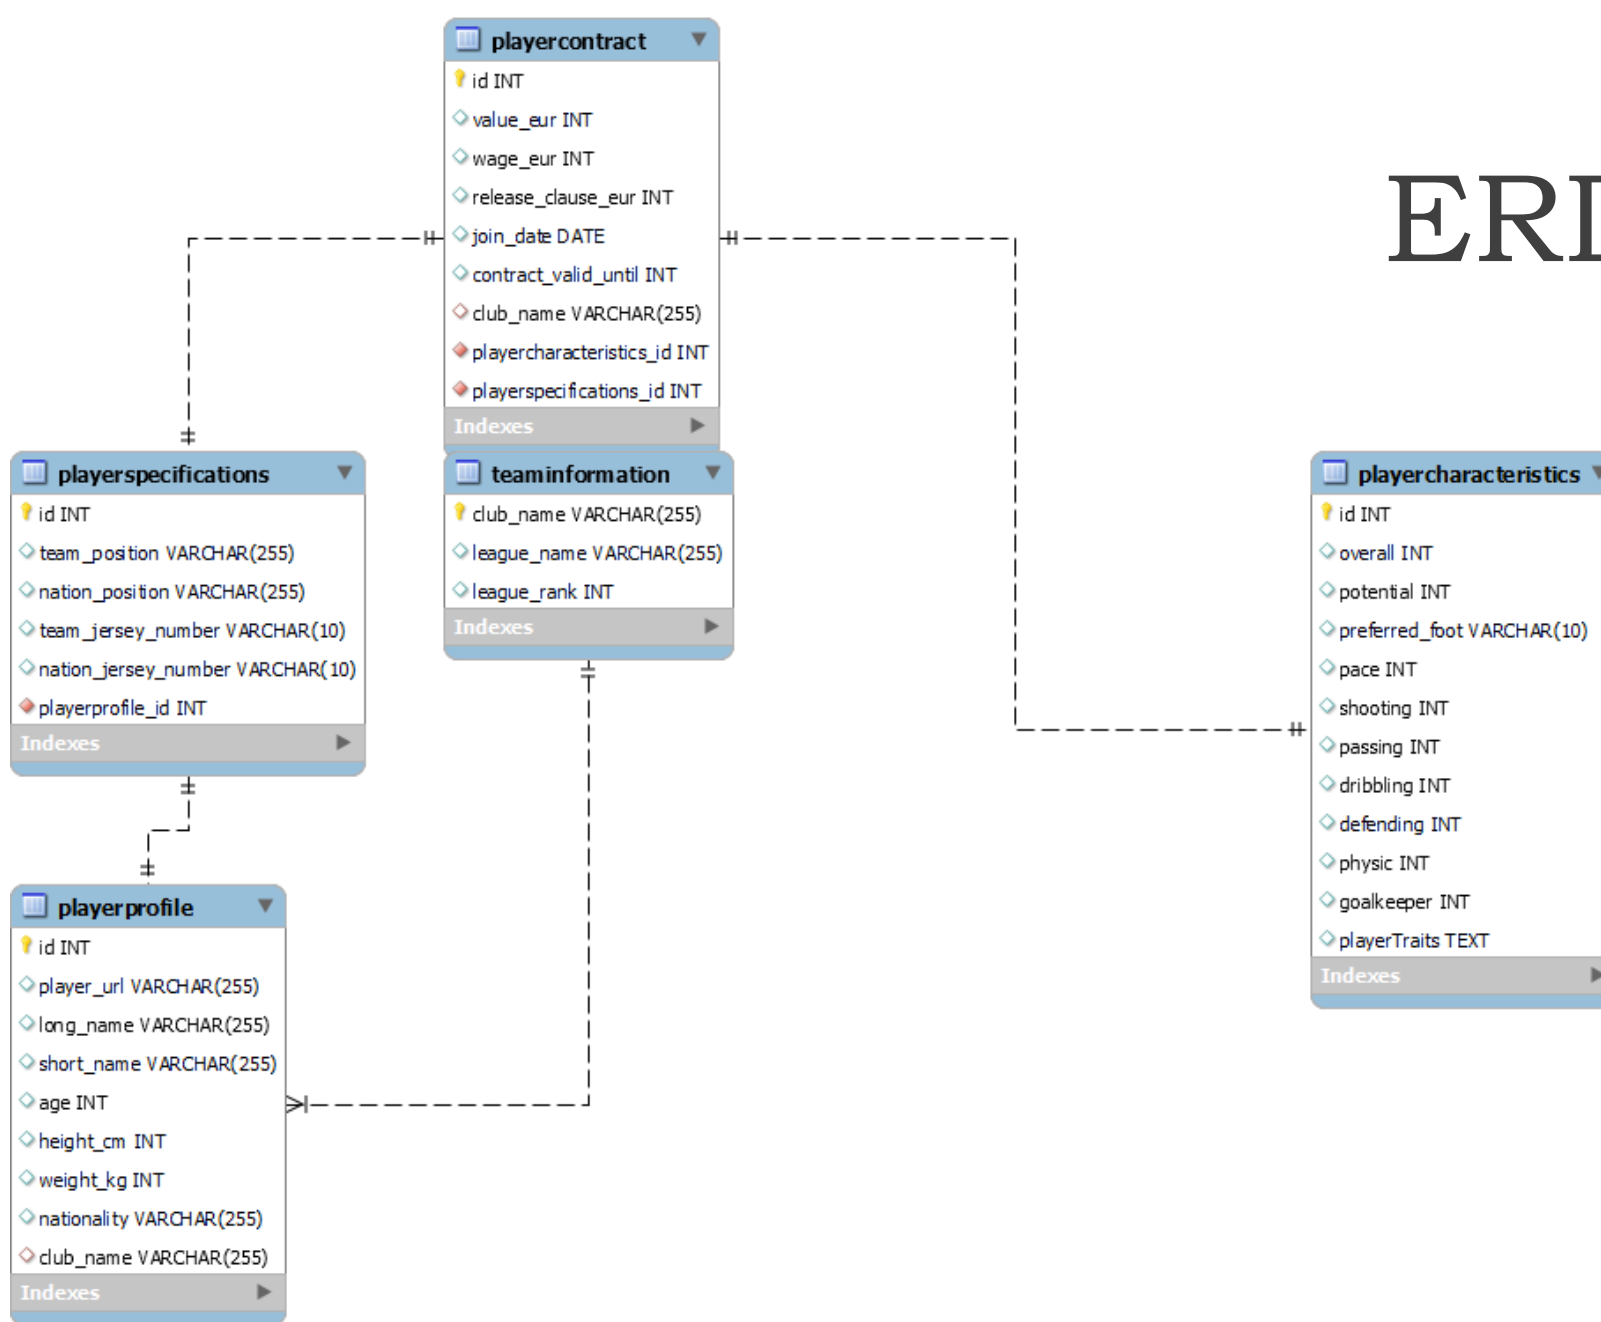 playercontract
id INT
value_eur INT
wage_eur INT
release_clause_eur INT
join_date DATE
contract_valid_until INT
club_name VARCHAR(255)
playercharacteristics_id INT
playerspecifications_id INT
Indexes
playerspecifications
id INT
team_position VARCHAR(255)
nation_position VARCHAR(255)
team_jersey_number VARCHAR(10)
nation_jersey_number VARCHAR(10)
playerprofile_id INT
Indexes
teaminformation
club_name VARCHAR(255)
league_name VARCHAR(255)
league_rank INT
Indexes
playerprofile
id INT
player_url VARCHAR(255)
long_name VARCHAR(255)
short_name VARCHAR(255)
age INT
height_cm INT
weight_kg INT
nationality VARCHAR(255)
club_name VARCHAR(255)
Indexes
playercharacteristics
id INT
overall INT
potential INT
preferred_foot VARCHAR(10)
pace INT
shooting INT
passing INT
dribbling INT
defending INT
physic INT
goalkeeper INT
playerTraits TEXT
Indexes